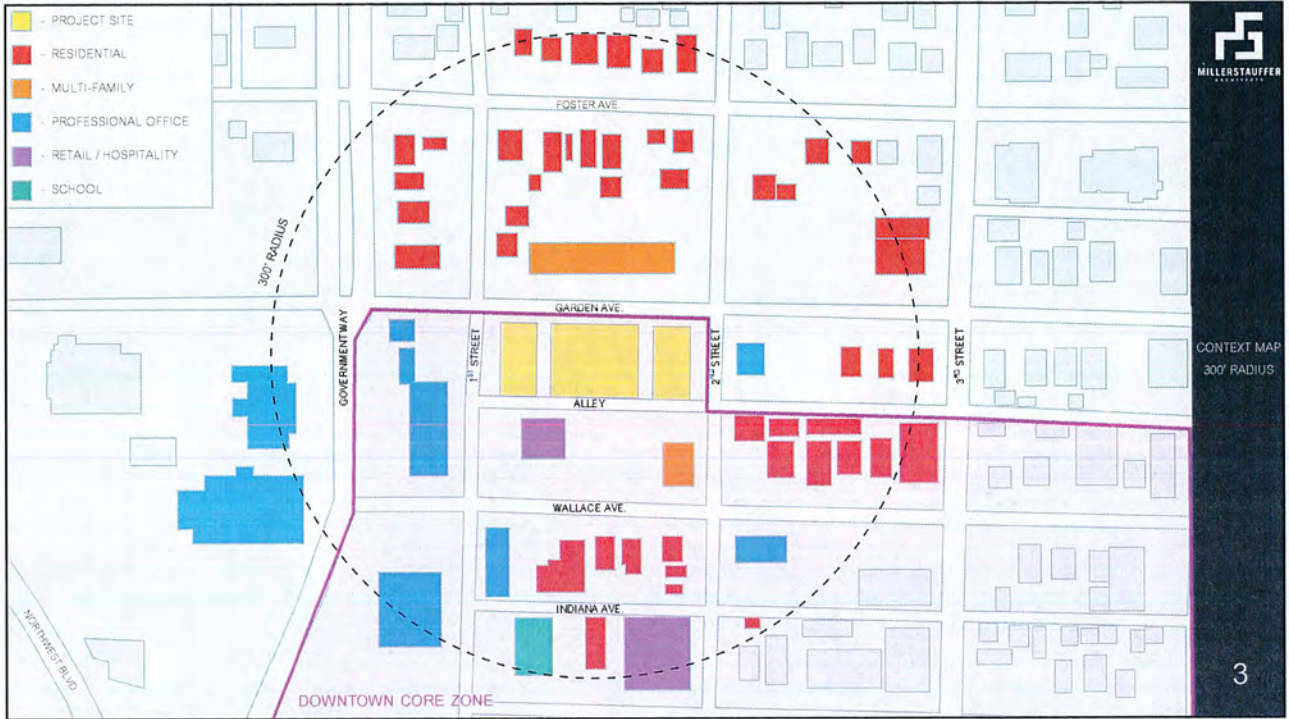 - PROJECT SITE
- RESIDENTIAL
- MULTI-FAMILY
- PROFESSIONAL OFFICE
- RETAIL / HOSPITALITY
- SCHOOL
MILLERSTAUFFER
ARCHITECTS
FOSTER AVE.
300' RADIUS
GARDEN AVE.
GOVERNMENT WAY
1ST STREET
2ND STREET
3RD STREET
CONTEXT MAP
300' RADIUS
ALLEY
WALLACE AVE.
INDIANA AVE.
NORTHWEST BLVD
DOWNTOWN CORE ZONE
3